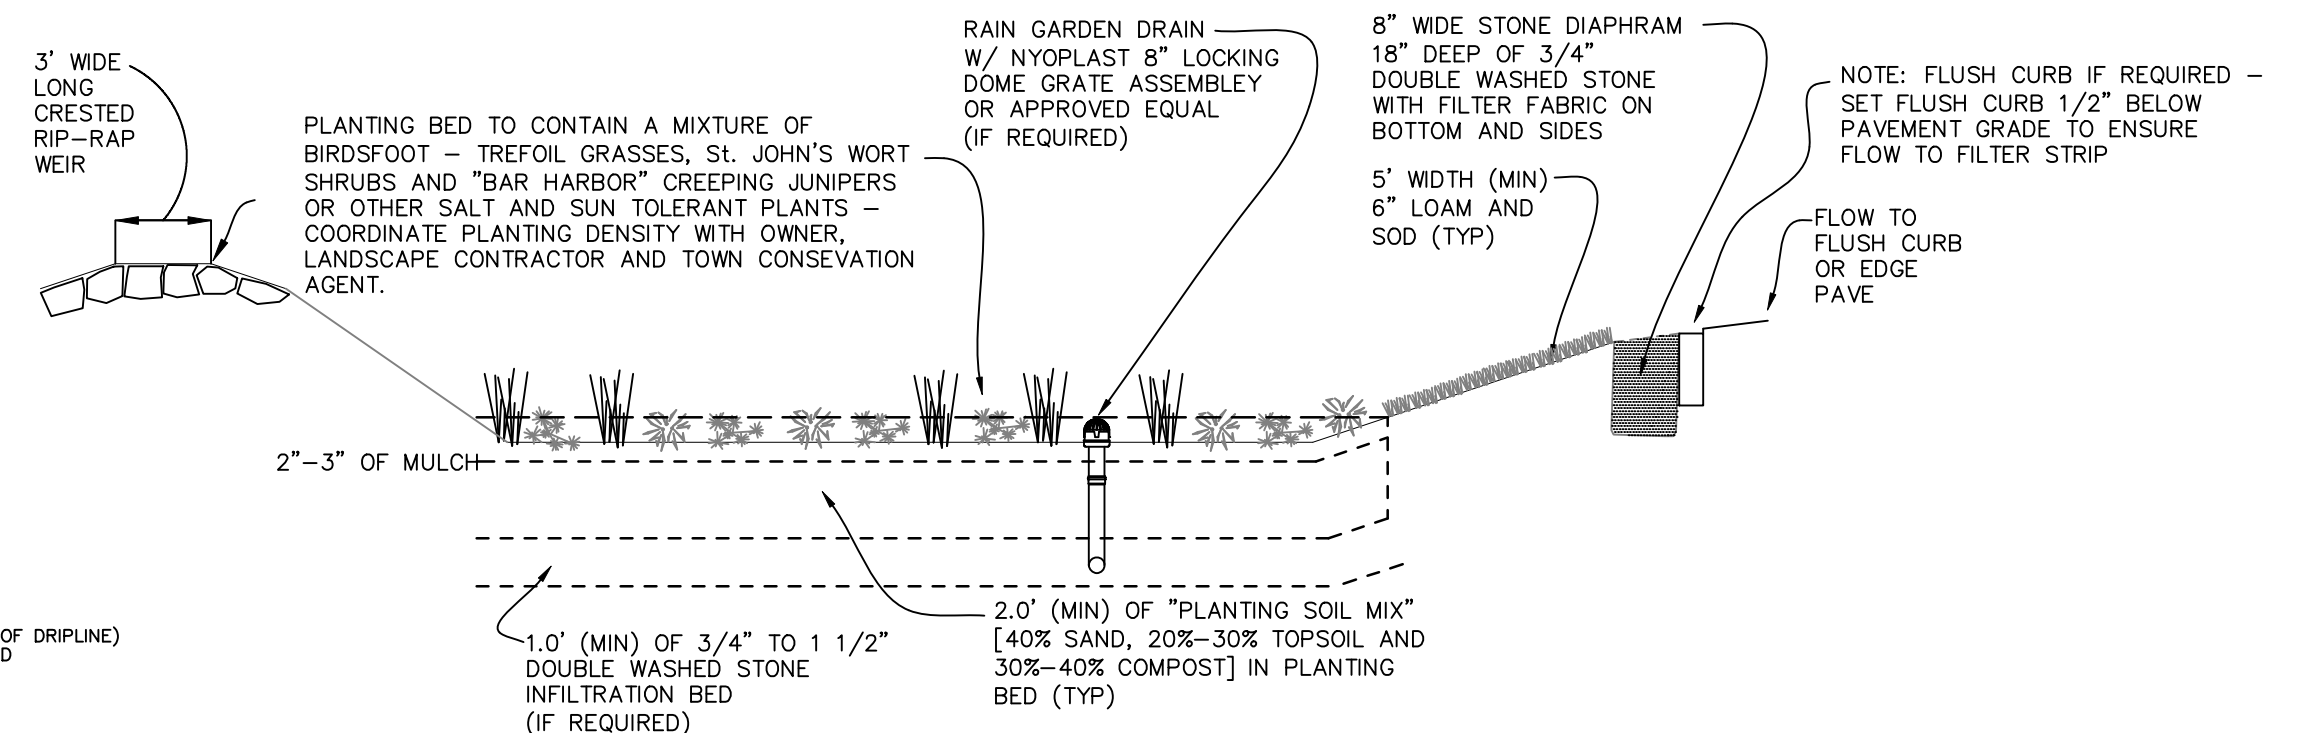 3' WIDE
LONG
CRESTED
RIP-RAP
WEIR
PLANTING BED TO CONTAIN A MIXTURE OF
BIRDSFOOT - TREFOIL GRASSES, St. JOHN'S WORT
SHRUBS AND "BAR HARBOR" CREEPING JUNIPERS
OR OTHER SALT AND SUN TOLERANT PLANTS -
COORDINATE PLANTING DENSITY WITH OWNER,
LANDSCAPE CONTRACTOR AND TOWN CONSEVATION
AGENT.
RAIN GARDEN DRAIN
W/ NYOPLAST 8" LOCKING
DOME GRATE ASSEMBLEY
OR APPROVED EQUAL
(IF REQUIRED)
8" WIDE STONE DIAPHRAM
18" DEEP OF 3/4"
DOUBLE WASHED STONE
WITH FILTER FABRIC ON
BOTTOM AND SIDES
5' WIDTH (MIN)
6" LOAM AND
SOD (TYP)
NOTE: FLUSH CURB IF REQUIRED -
SET FLUSH CURB 1/2" BELOW
PAVEMENT GRADE TO ENSURE
FLOW TO FILTER STRIP
FLOW TO
FLUSH CURB
OR EDGE
PAVE
2"-3" OF MULCH
OF DRIPLINE)
D
1.0' (MIN) OF 3/4" TO 1 1/2"
DOUBLE WASHED STONE
INFILTRATION BED
(IF REQUIRED)
2.0' (MIN) OF "PLANTING SOIL MIX"
[40% SAND, 20%-30% TOPSOIL AND
30%-40% COMPOST] IN PLANTING
BED (TYP)